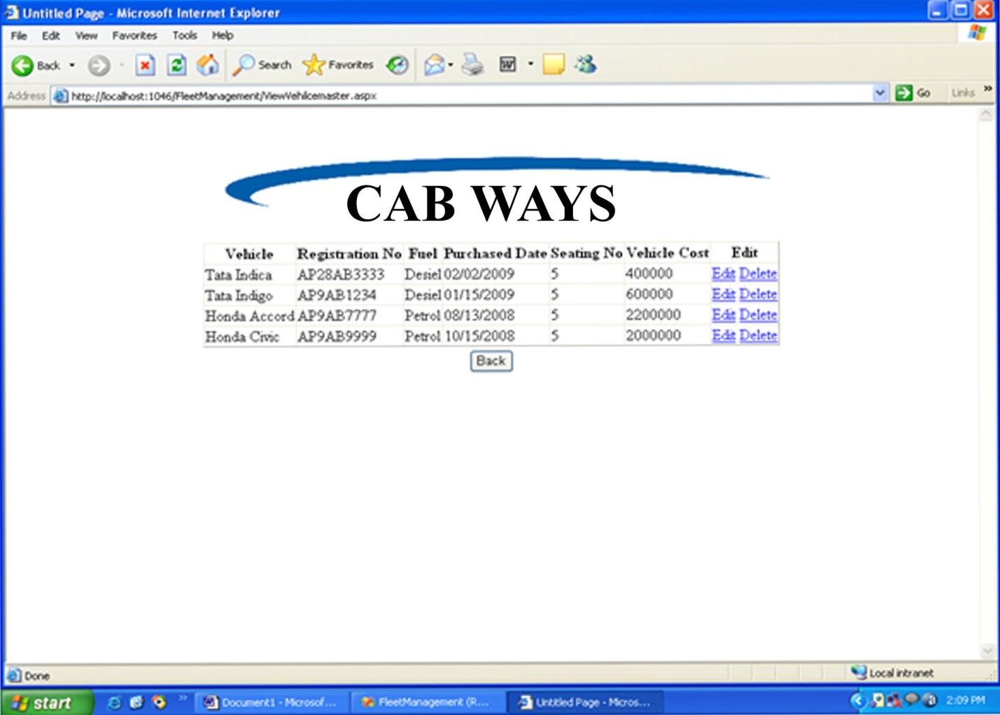 Untitled Page - Microsoft Internet Explorer
File Edit View Favorites Tools Help
Back Search Favorites
Address http://localhost:1046/FleetManagement/ViewVehilcemaster.aspx Go Links »
CAB WAYS
Vehicle Registration No Fuel Purchased Date Seating No Vehicle Cost Edit
Tata Indica AP28AB3333 Desiel 02/02/2009 5 400000 Edit Delete
Tata Indigo AP9AB1234 Desiel 01/15/2009 5 600000 Edit Delete
Honda Accord AP9AB7777 Petrol 08/13/2008 5 2200000 Edit Delete
Honda Civic AP9AB9999 Petrol 10/15/2008 5 2000000 Edit Delete
Back
Done Local intranet
start » Document1 - Microsof... FleetManagement (R.... Untitled Page - Micros... 2:09 PM